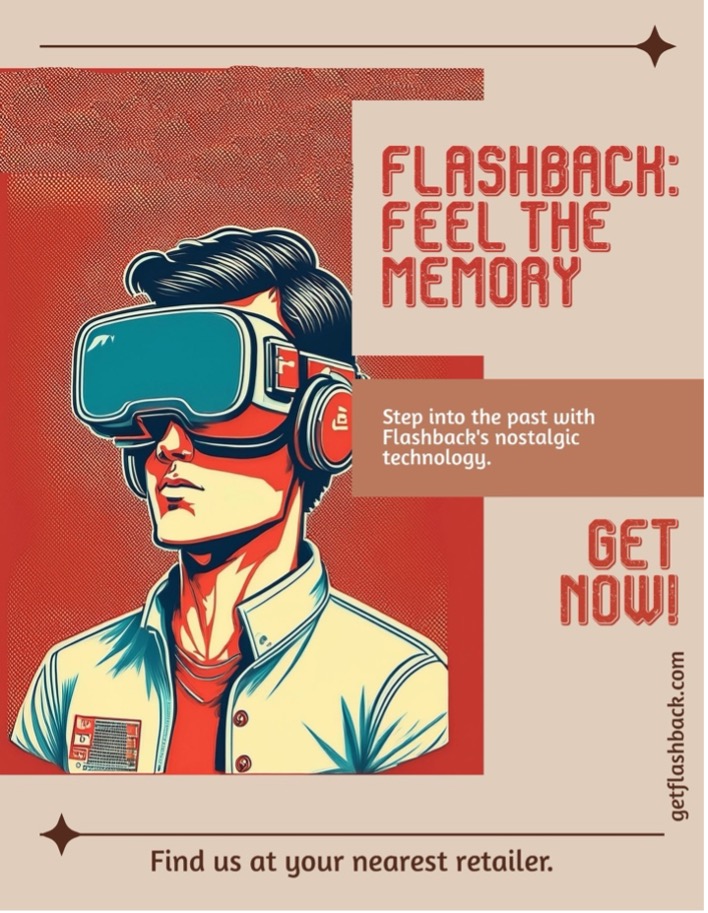 FLASHBACK:
FEEL THE
MEMORY
Step into the past with
Flashback's nostalgic
technology.
GET
NOW!
getflashback.com
Find us at your nearest retailer.